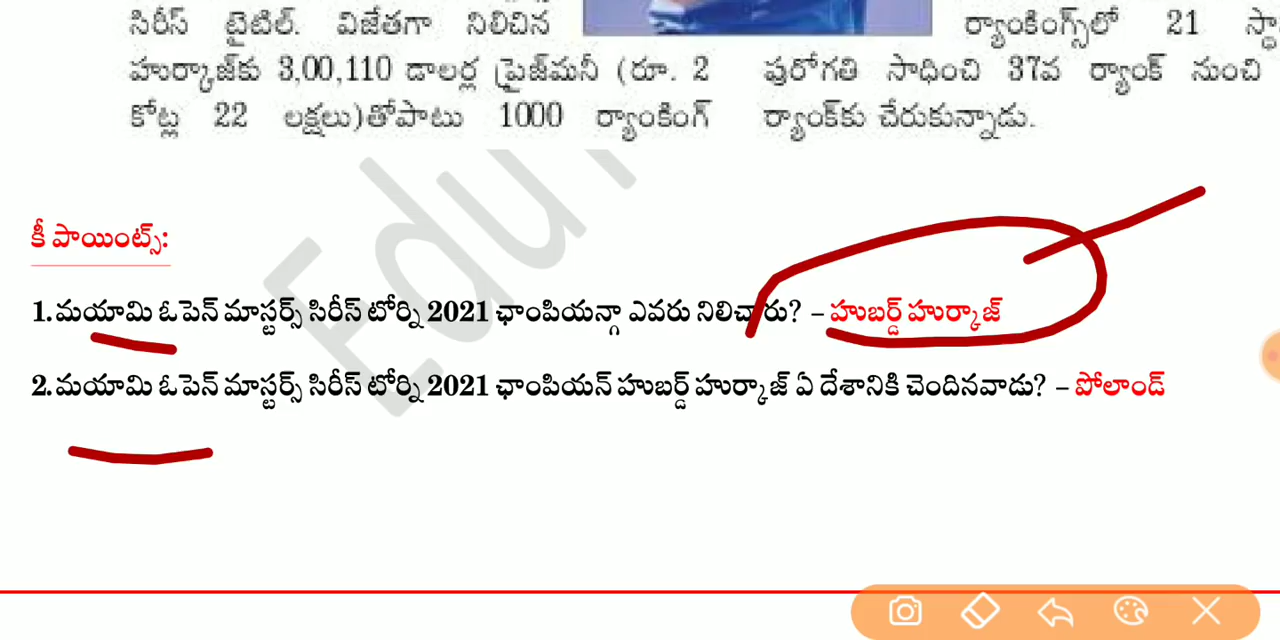 సిరీస్ టైటిల్. విజేతగా నిలిచిన
హుర్కాజ్‌కు 3,00,110 డాలర్ల ప్రైజ్‌మనీ (రూ. 2
కోట్ల 22 లక్షలు)తోపాటు 1000 ర్యాంకింగ్
ర్యాంకింగ్స్‌లో 21
పురోగతి సాధించి 37వ ర్యాంక్ నుంచి
ర్యాంక్‌కు చేరుకున్నాడు.
కీ పాయింట్స్:
1.మయామి ఓపెన్ మాస్టర్స్ సిరీస్ టోర్ని 2021 ఛాంపియన్గా ఎవరు నిలిచారు? – హుబర్డ్ హుర్కాజ్
2.మయామి ఓపెన్ మాస్టర్స్ సిరీస్ టోర్ని 2021 ఛాంపియన్ హుబర్డ్ హుర్కాజ్ ఏ దేశానికి చెందినవాడు? – పోలాండ్